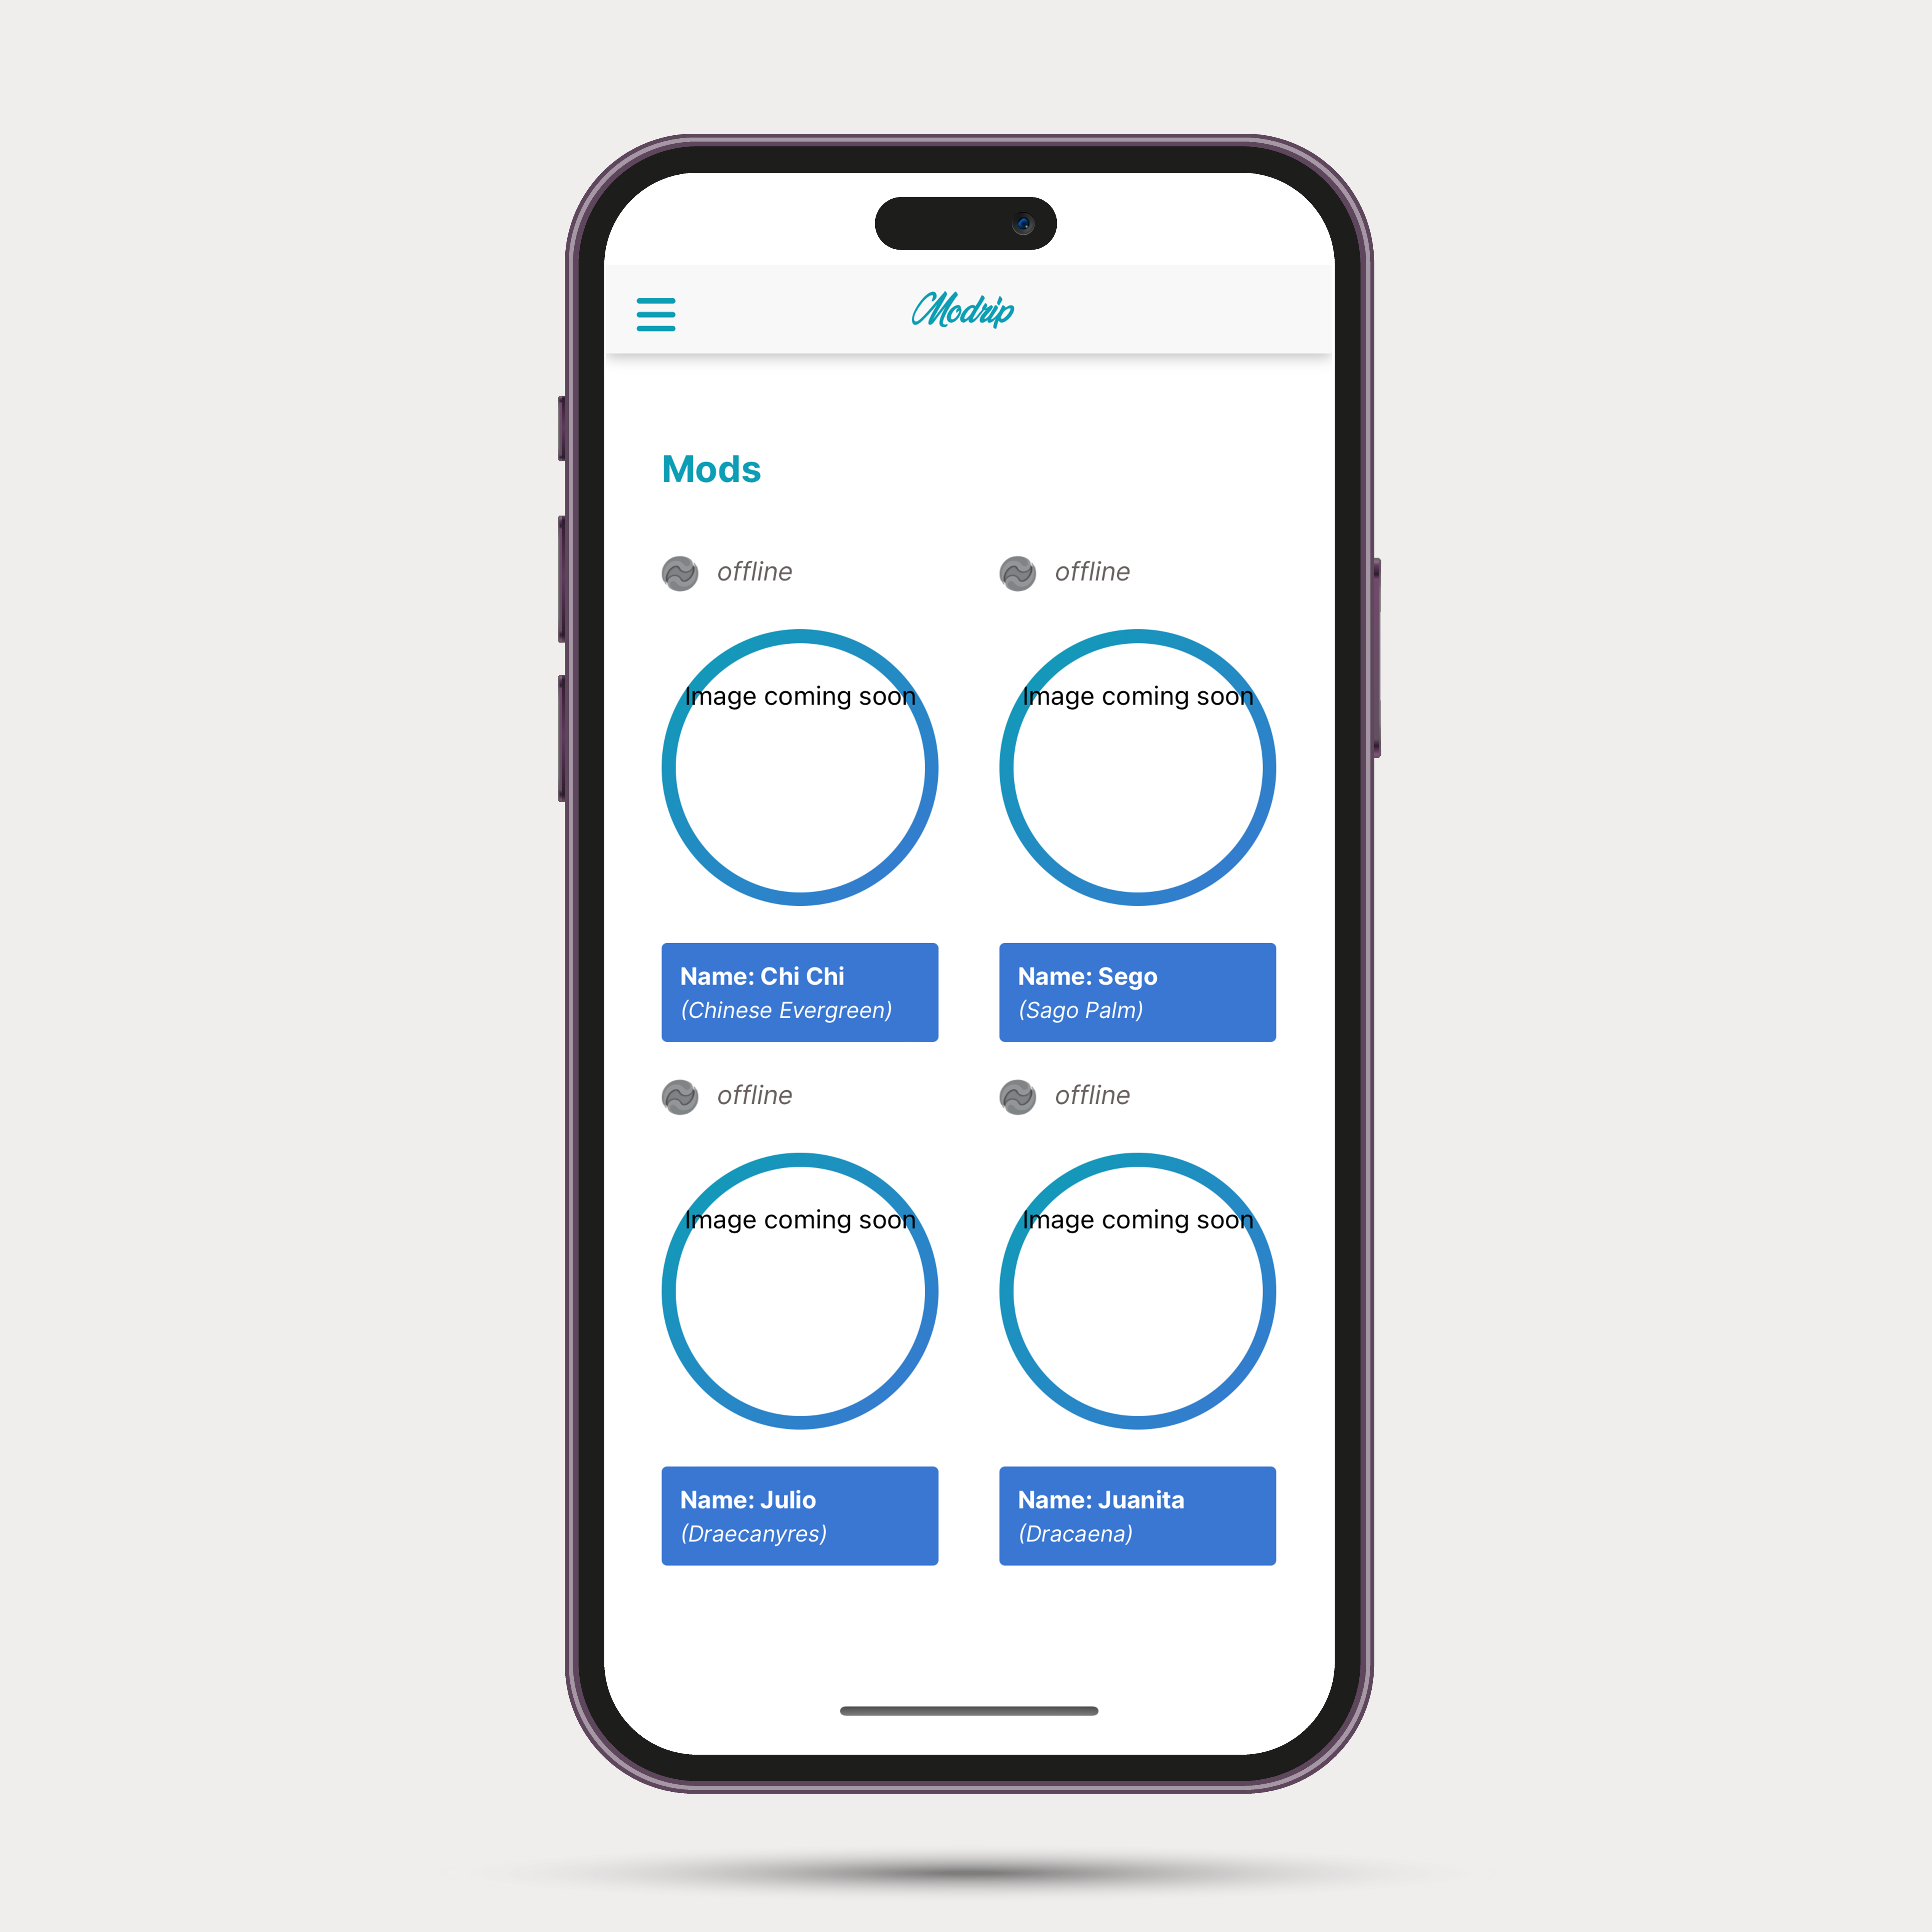 Modrip
Mods
offline
offline
Image coming soon
Image coming soon
Name: Chi Chi
(Chinese Evergreen)
Name: Sego
(Sago Palm)
offline
offline
Image coming soon
Image coming soon
Name: Julio
(Draecanyres)
Name: Juanita
(Dracaena)